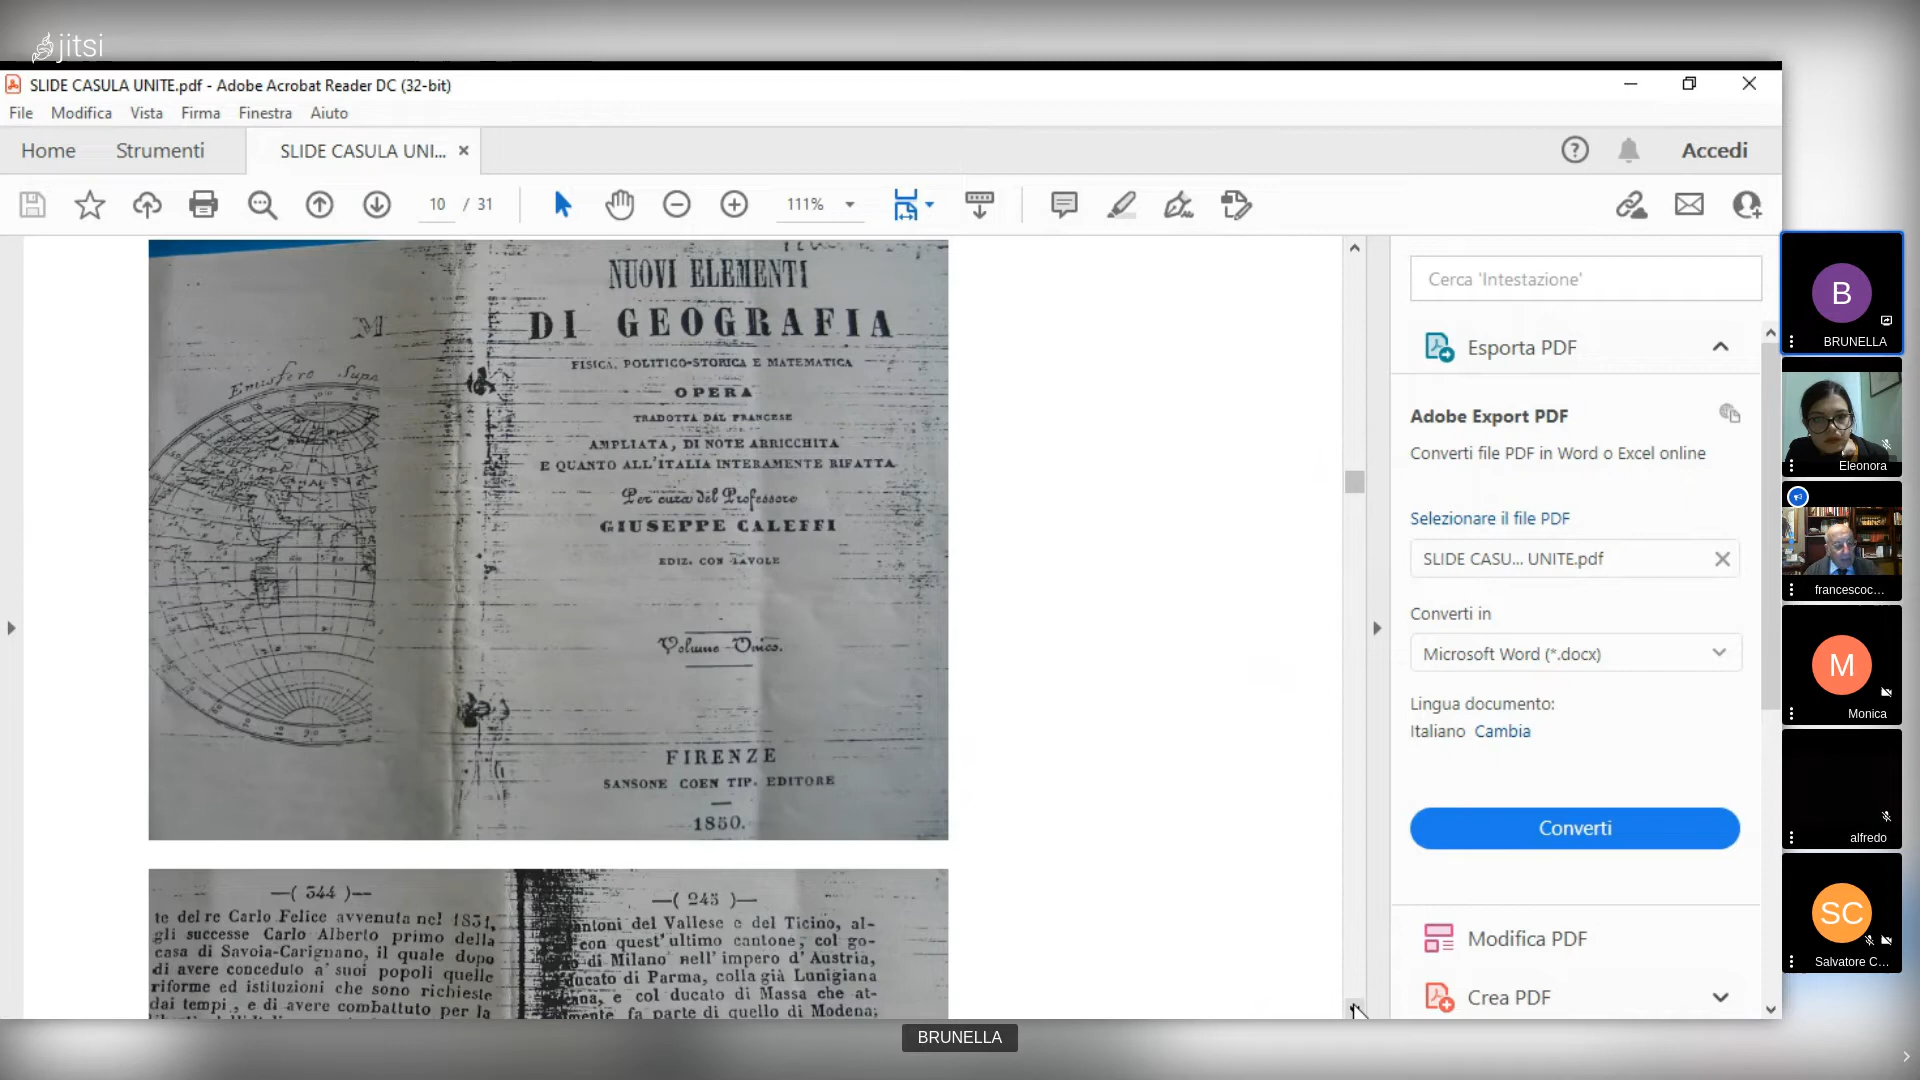 jitsi
SLIDE CASULA UNITE.pdf - Adobe Acrobat Reader DC (32-bit)
File Modifica Vista Firma Finestra Aiuto
Home Strumenti SLIDE CASULA UNI... Accedi
10 / 31 111%
NUOVI ELEMENTI
DI GEOGRAFIA
FISICA, POLITICO-STORICA E MATEMATICA
OPERA
TRADOTTA DAL FRANCESE
AMPLIATA, DI NOTE ARRICCHITA
E QUANTO ALL'ITALIA INTERAMENTE RIFATTA
Per cura del Professore
GIUSEPPE CALEFFI
EDIZ. CON TAVOLE
Volume Unico.
FIRENZE
SANSONE COEN TIP. EDITORE
1850.
M
Emisfero Supe
—( 344 )—
te del re Carlo Felice avvenuta nel 1831,
gli successe Carlo Alberto primo della
casa di Savoia-Carignano, il quale dopo
di avere conceduto a' suoi popoli quelle
riforme ed istituzioni che sono richieste
dai tempi, e di avere combattuto per la
—( 245 )—
antoni del Vallese e del Ticino, al-
con quest' ultimo cantone, col go-
di Milano nell' impero d' Austria,
ducato di Parma, colla già Lunigiana
e col ducato di Massa che at-
fa parte di quello di Modena;
Cerca 'Intestazione'
Esporta PDF
Adobe Export PDF
Converti file PDF in Word o Excel online
Selezionare il file PDF
SLIDE CASU... UNITE.pdf
Converti in
Microsoft Word (*.docx)
Lingua documento:
Italiano Cambia
Converti
Modifica PDF
Crea PDF
B
BRUNELLA
Eleonora
francescoc...
M
Monica
alfredo
SC
Salvatore C...
BRUNELLA